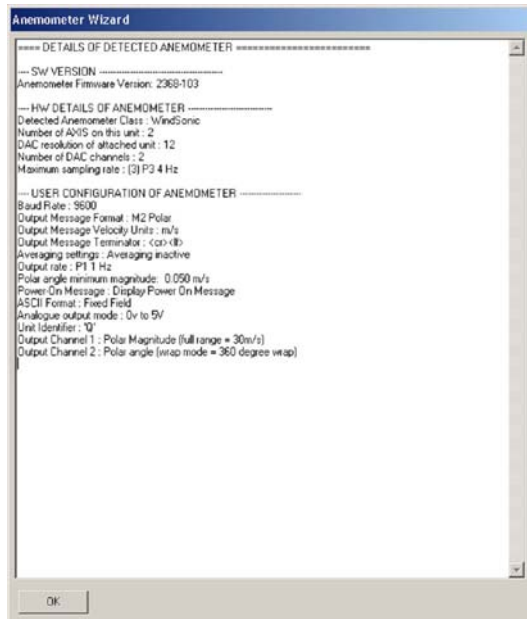 Anemometer Wizard
==== DETAILS OF DETECTED ANEMOMETER ========================
---- SW VERSION ----------------------------------------
Anemometer Firmware Version: 2368-103
---- HW DETAILS OF ANEMOMETER ---------------------------
Detected Anemometer Class : WindSonic
Number of AXIS on this unit : 2
DAC resolution of attached unit : 12
Number of DAC channels : 2
Maximum sampling rate : (3) P3 4 Hz
---- USER CONFIGURATION OF ANEMOMETER --------------------
Baud Rate : 9600
Output Message Format : M2 Polar
Output Message Velocity Units : m/s
Output Message Terminator : <cr><lf>
Averaging settings : Averaging inactive
Output rate : P1 1 Hz
Polar angle minimum magnitude: 0.050 m/s
Power-On Message : Display Power On Message
ASCII Format : Fixed Field
Analogue output mode : 0v to 5V
Unit Identifier : 'Q'
Output Channel 1 : Polar Magnitude (full range = 30m/s)
Output Channel 2 : Polar angle (wrap mode = 360 degree wrap)
OK